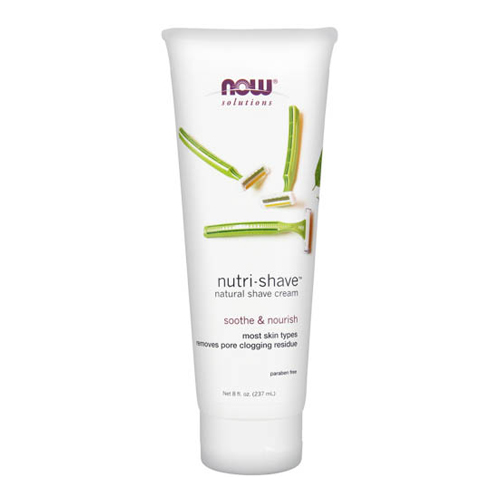 NOW®
solutions
nutri-shave™
natural shave cream
soothe & nourish
most skin types
removes pore clogging residue
paraben free
Net 8 fl. oz. (237 mL)